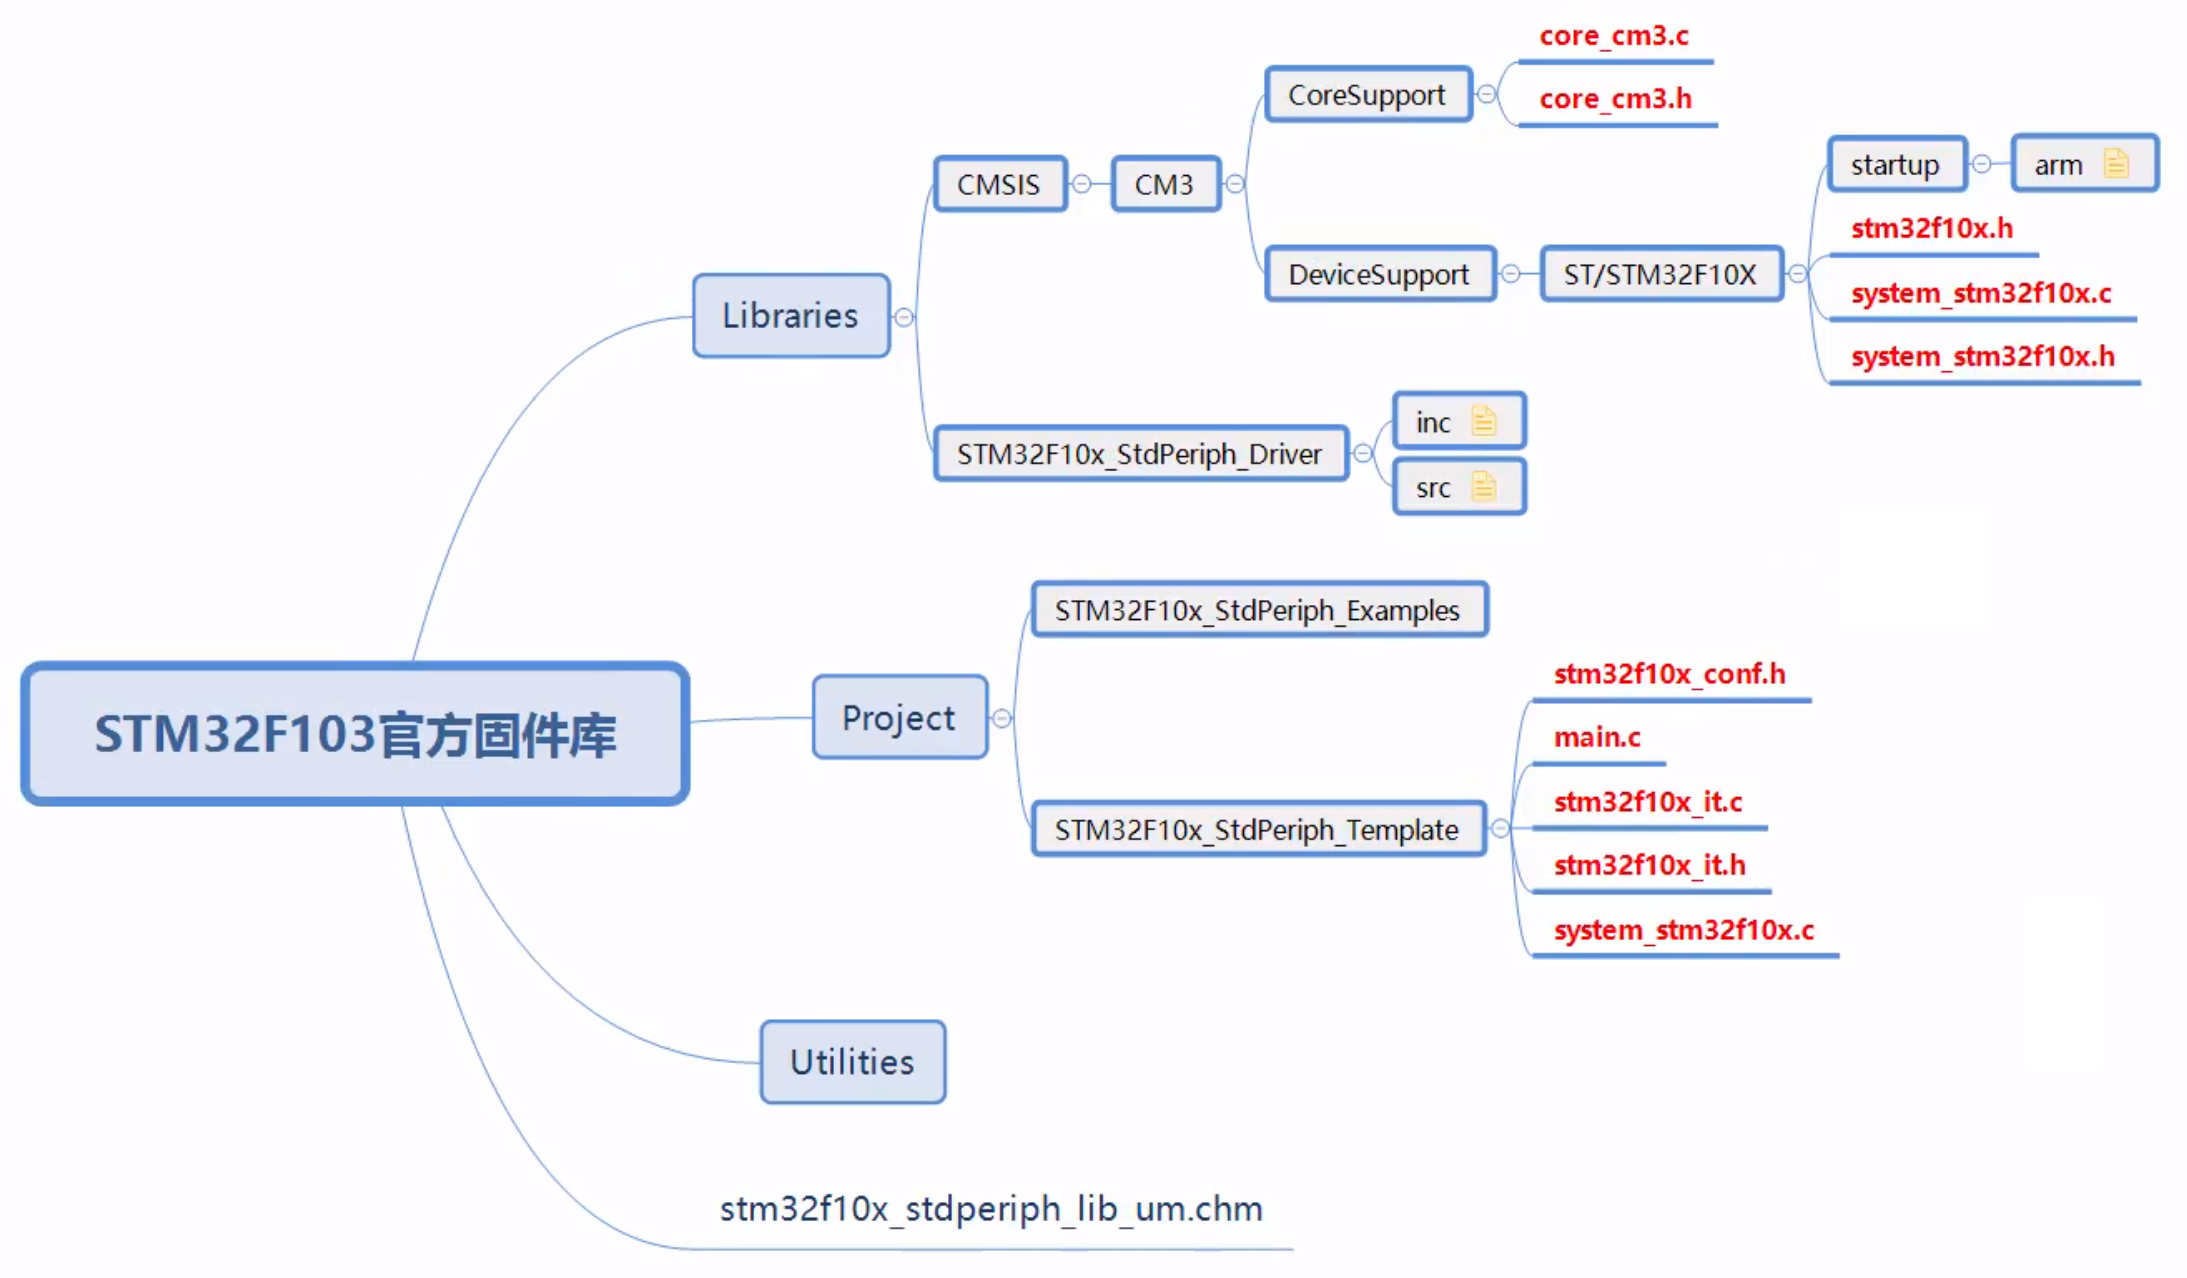 STM32F103官方固件库
Libraries
CMSIS
CM3
CoreSupport
core_cm3.c
core_cm3.h
DeviceSupport
ST/STM32F10X
startup
arm
stm32f10x.h
system_stm32f10x.c
system_stm32f10x.h
STM32F10x_StdPeriph_Driver
inc
src
Project
STM32F10x_StdPeriph_Examples
STM32F10x_StdPeriph_Template
stm32f10x_conf.h
main.c
stm32f10x_it.c
stm32f10x_it.h
system_stm32f10x.c
Utilities
stm32f10x_stdperiph_lib_um.chm